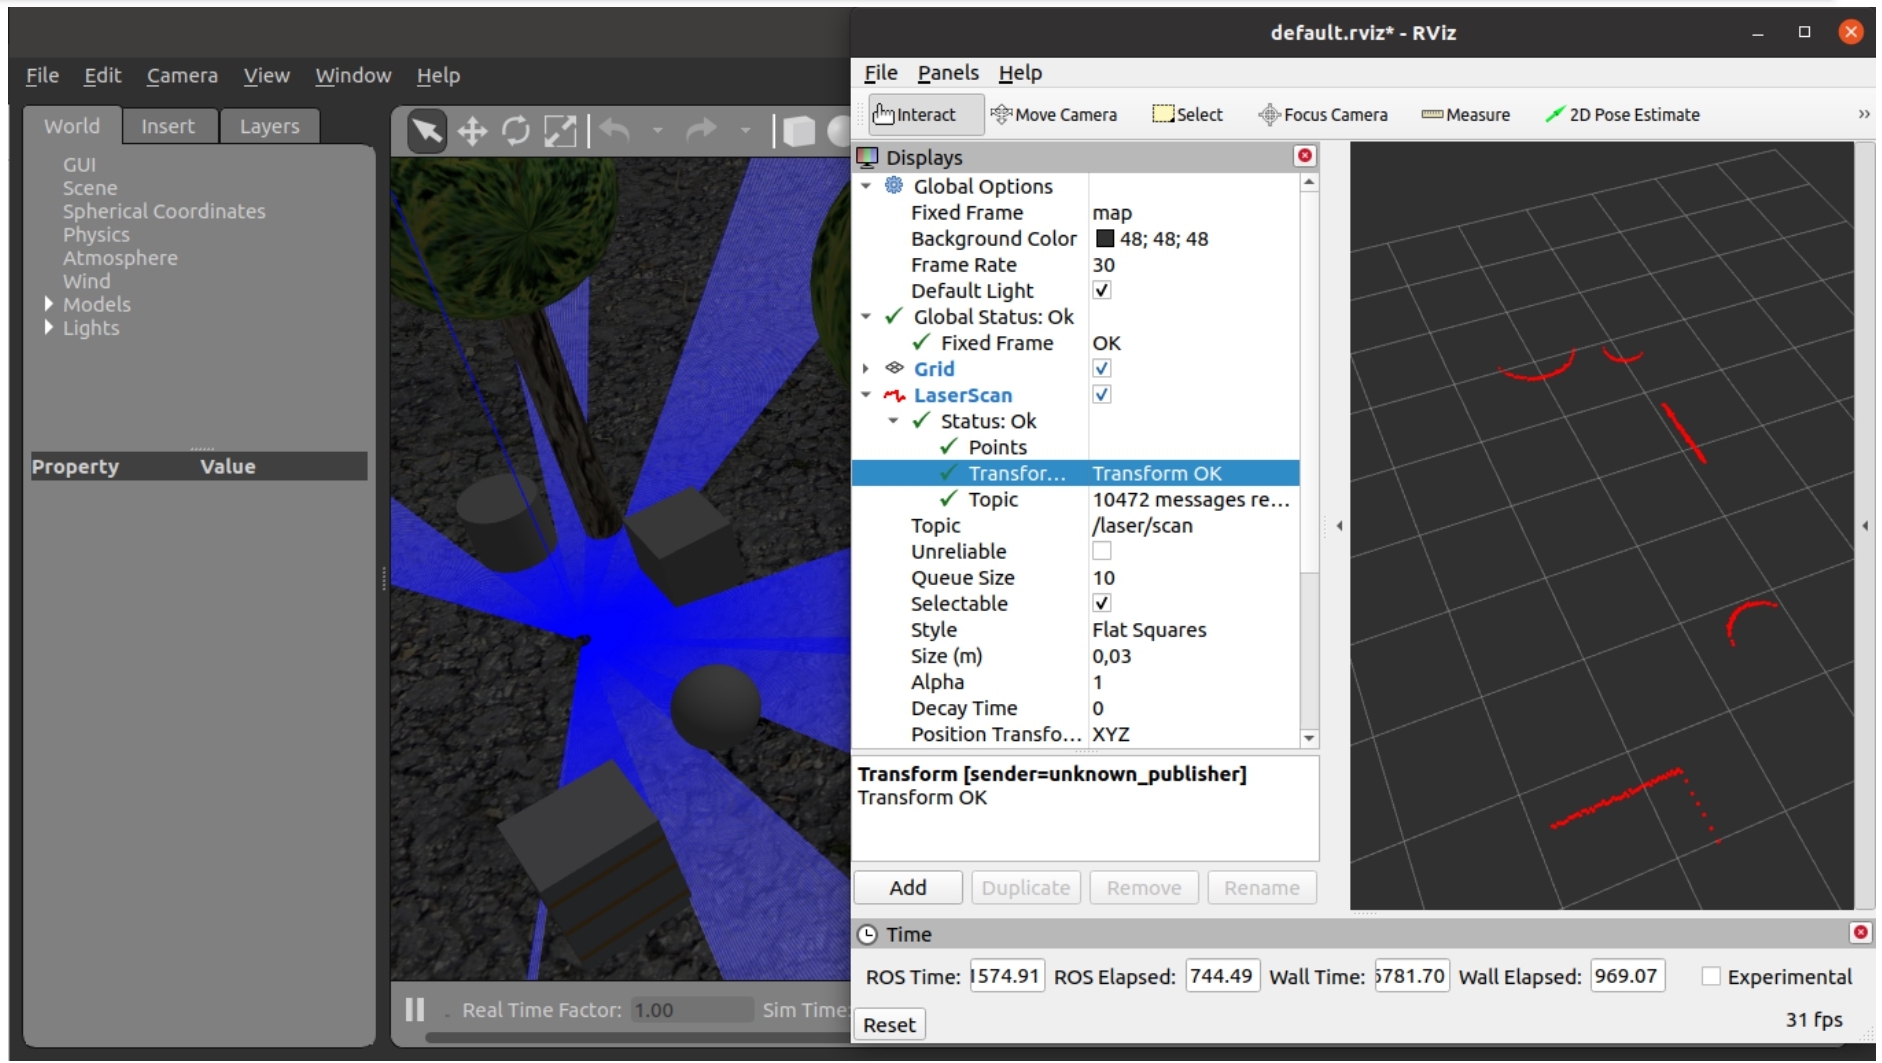 default.rviz* - RViz
File Edit Camera View Window Help
World Insert Layers
GUI
Scene
Spherical Coordinates
Physics
Atmosphere
Wind
Models
Lights
Property Value
Real Time Factor: 1.00 Sim Time:
File Panels Help
Interact Move Camera Select Focus Camera Measure 2D Pose Estimate »
Displays
Global Options
Fixed Frame map
Background Color 48; 48; 48
Frame Rate 30
Default Light
Global Status: Ok
Fixed Frame OK
Grid
LaserScan
Status: Ok
Points
Transfor... Transform OK
Topic 10472 messages re...
Topic /laser/scan
Unreliable
Queue Size 10
Selectable
Style Flat Squares
Size (m) 0,03
Alpha 1
Decay Time 0
Position Transfo... XYZ
Transform [sender=unknown_publisher]
Transform OK
Add Duplicate Remove Rename
Time
ROS Time: 1574.91 ROS Elapsed: 744.49 Wall Time: 6781.70 Wall Elapsed: 969.07 Experimental
Reset 31 fps